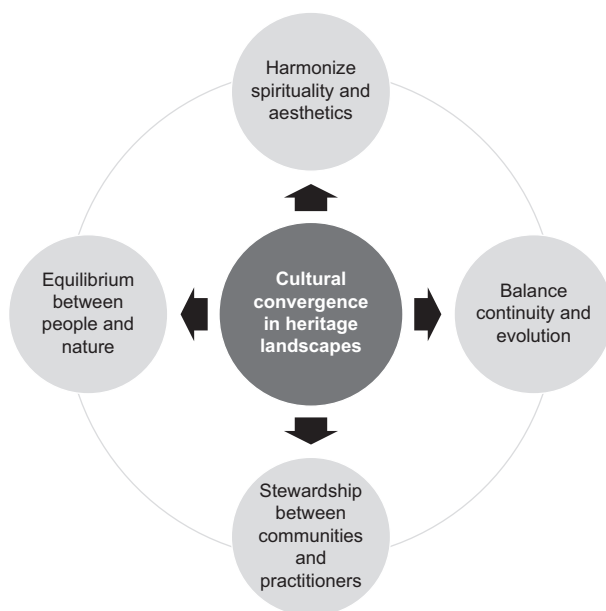 Harmonize
spirituality and
aesthetics
Equilibrium
between
people and
nature
Cultural
convergence
in heritage
landscapes
Balance
continuity and
evolution
Stewardship
between
communities
and
practitioners